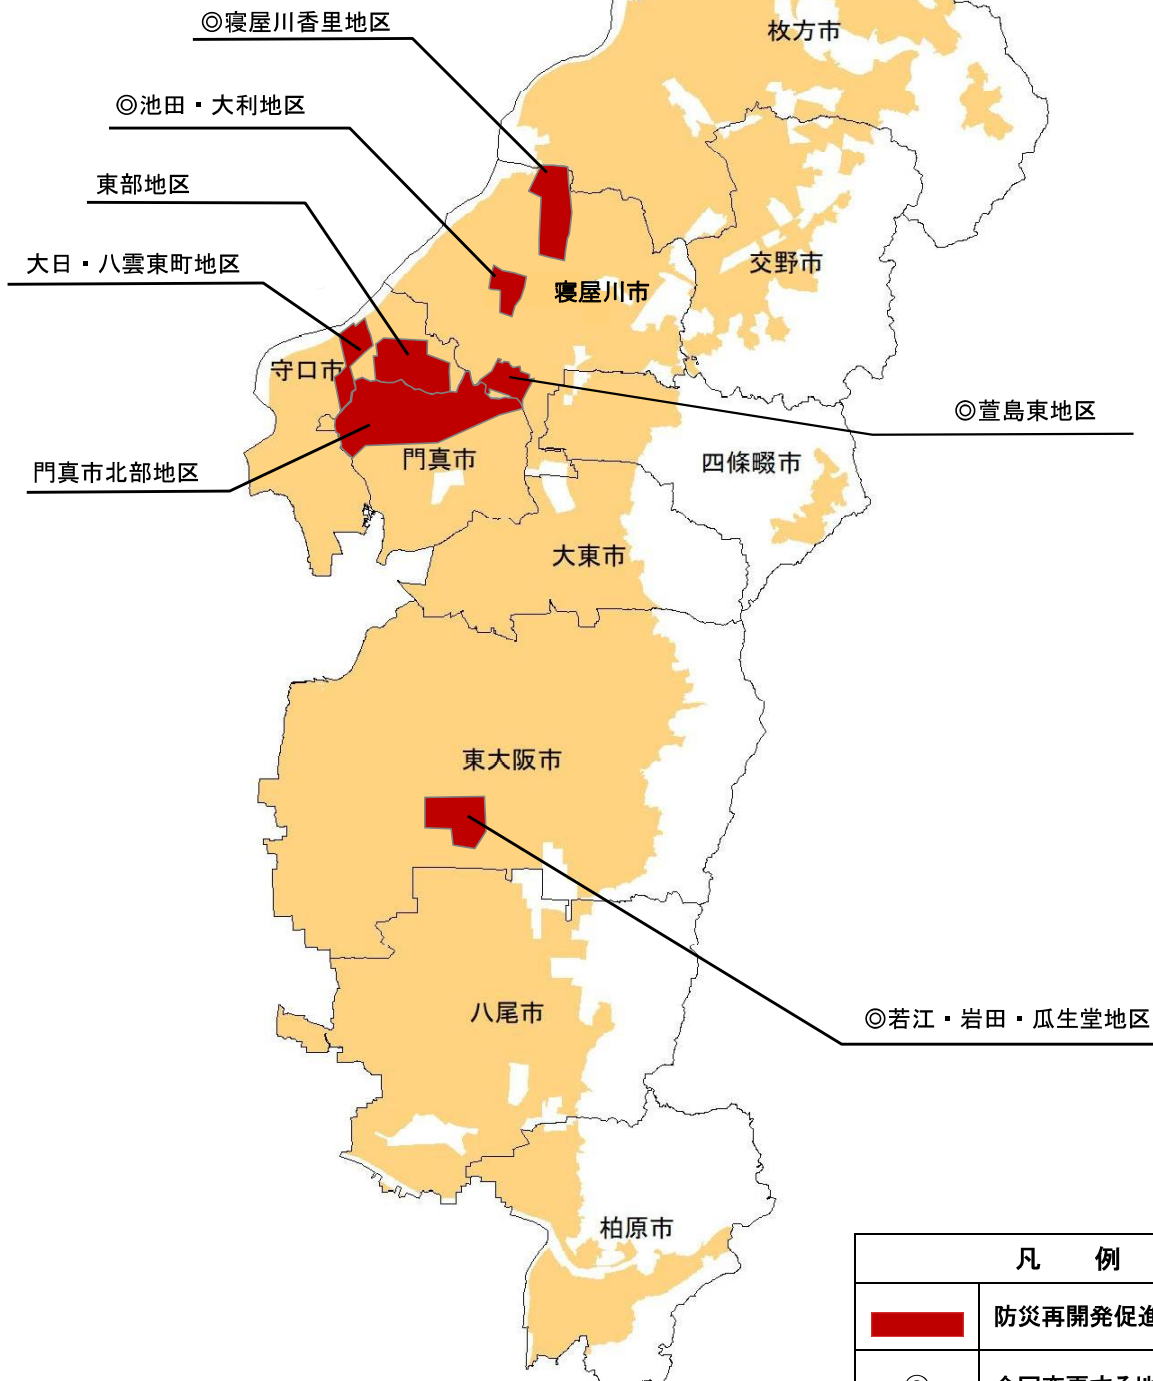 ◎寝屋川香里地区
枚方市
◎池田・大利地区
東部地区
大日・八雲東町地区
交野市
寝屋川市
守口市
◎萱島東地区
門真市
四條畷市
門真市北部地区
大東市
東大阪市
八尾市
◎若江・岩田・瓜生堂地区
柏原市
凡　例
防災再開発促進